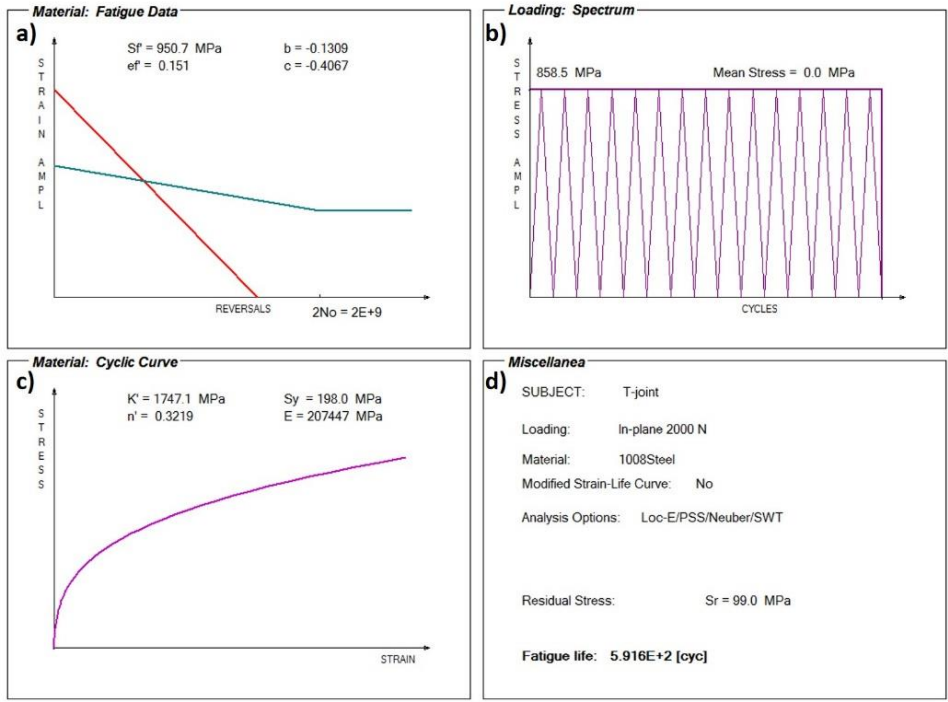 Material: Fatigue Data
a)
Sf' = 950.7 MPa b = -0.1309
ef' = 0.151 c = -0.4067
STRAIN AMPL
REVERSALS 2No = 2E+9
Loading: Spectrum
b)
858.5 MPa Mean Stress = 0.0 MPa
STRESS AMPL
CYCLES
Material: Cyclic Curve
c)
K' = 1747.1 MPa Sy = 198.0 MPa
n' = 0.3219 E = 207447 MPa
STRESS
STRAIN
Miscellanea
d)
SUBJECT: T-joint
Loading: In-plane 2000 N
Material: 1008Steel
Modified Strain-Life Curve: No
Analysis Options: Loc-E/PSS/Neuber/SWT
Residual Stress: Sr = 99.0 MPa
Fatigue life: 5.916E+2 [cyc]